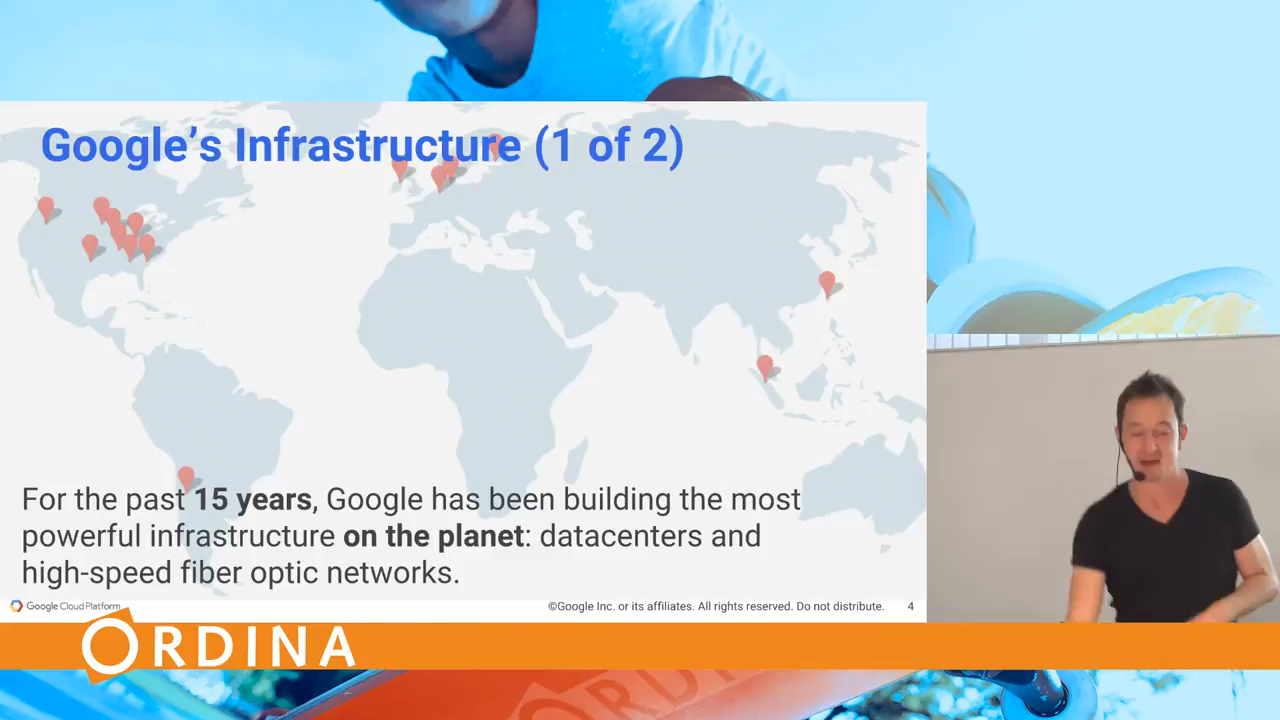 Google's Infrastructure (1 of 2)
For the past 15 years, Google has been building the most
powerful infrastructure on the planet: datacenters and
high-speed fiber optic networks.
Google Cloud Platform
©Google Inc. or its affiliates. All rights reserved. Do not distribute.
4
ORDINA
ORDI